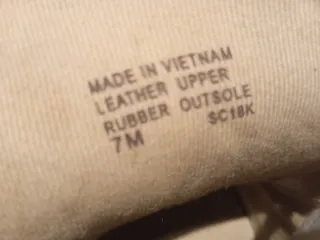 MADE IN VIETNAM
LEATHER UPPER
RUBBER OUTSOLE
7M SC18K